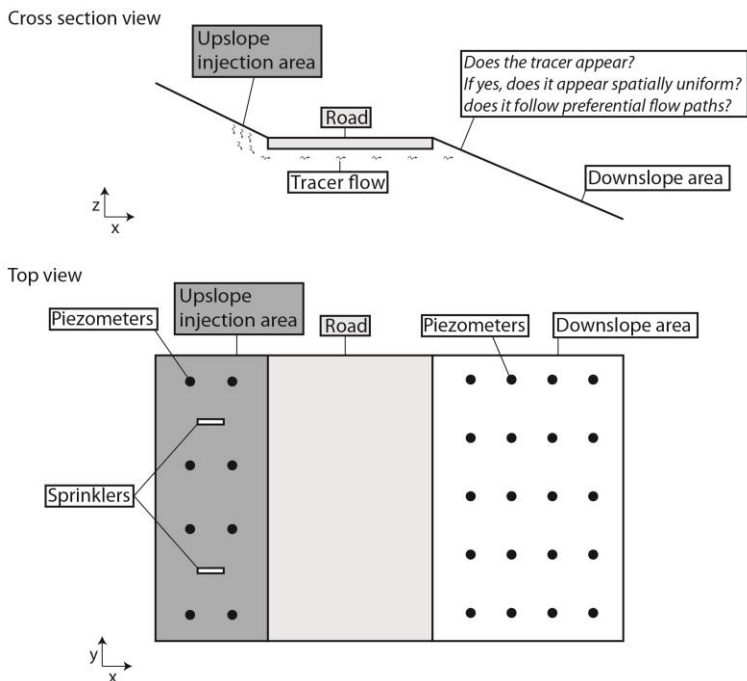 Cross section view
Upslope
injection area
Does the tracer appear?
If yes, does it appear spatially uniform?
does it follow preferential flow paths?
Road
Tracer flow
Downslope area
z
x
Top view
Upslope
injection area
Piezometers
Road
Piezometers
Downslope area
Sprinklers
y
x